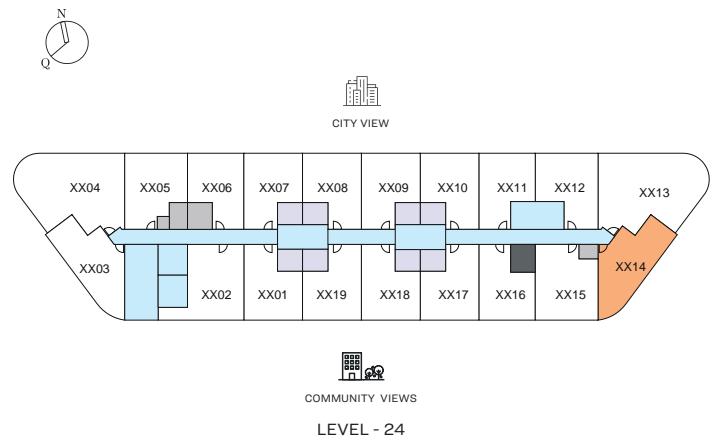 N
Q
CITY VIEW
XX04 XX05 XX06 XX07 XX08 XX09 XX10 XX11 XX12 XX13
XX03 XX14
XX02 XX01 XX19 XX18 XX17 XX16 XX15
COMMUNITY VIEWS
LEVEL - 24